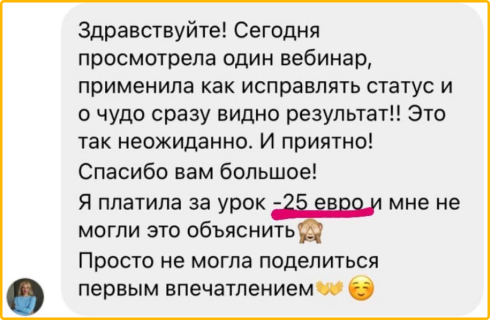 Здравствуйте! Сегодня
просмотрела один вебинар,
применила как исправлять статус и
о чудо сразу видно результат!! Это
так неожиданно. И приятно!
Спасибо вам большое!
Я платила за урок -25 евро и мне не
могли это объяснить🙈
Просто не могла поделиться
первым впечатлением👐☺️